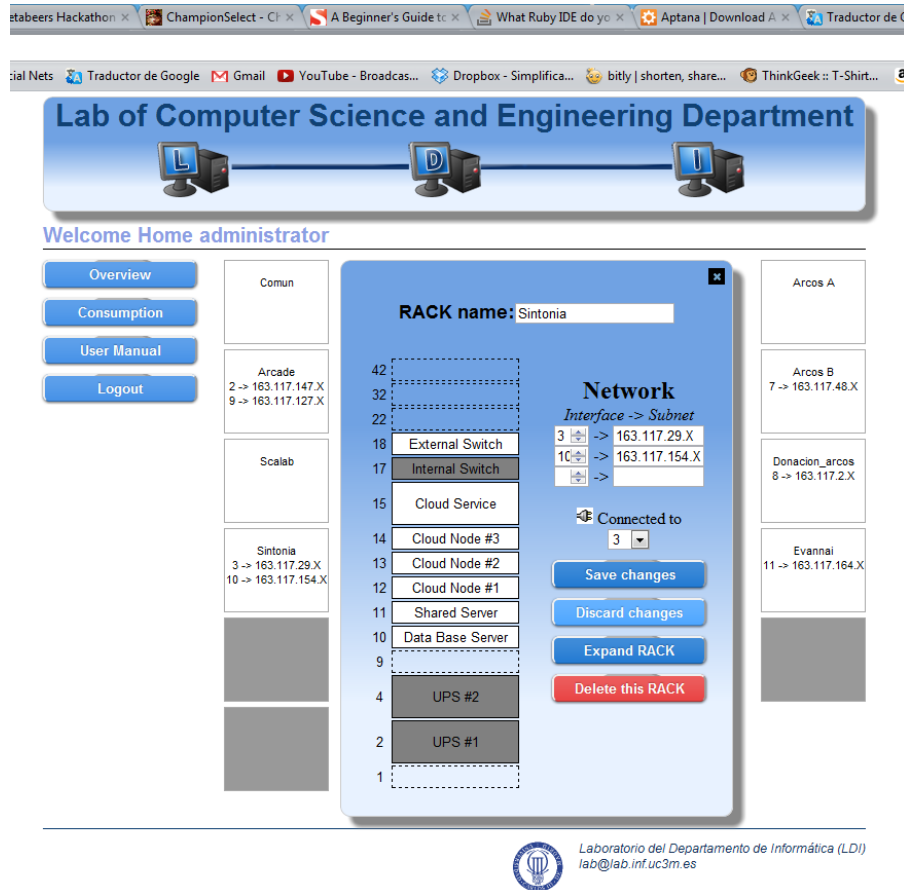 etabeers Hackathon × ChampionSelect - Ch × A Beginner's Guide to × What Ruby IDE do yo × Aptana | Download A × Traductor de G
cial Nets Traductor de Google Gmail YouTube - Broadcas... Dropbox - Simplifica... bitly | shorten, share... ThinkGeek :: T-Shirt...
Lab of Computer Science and Engineering Department
L D I
Welcome Home administrator
Overview
Consumption
User Manual
Logout
Comun
Arcade
2 -> 163.117.147.X
9 -> 163.117.127.X
Scalab
Sintonia
3 -> 163.117.29.X
10 -> 163.117.154.X
RACK name: Sintonia
42
32
22
18 External Switch
17 Internal Switch
15 Cloud Service
14 Cloud Node #3
13 Cloud Node #2
12 Cloud Node #1
11 Shared Server
10 Data Base Server
9
4 UPS #2
2 UPS #1
1
Network
Interface -> Subnet
3 -> 163.117.29.X
10 -> 163.117.154.X
->
Connected to
3
Save changes
Discard changes
Expand RACK
Delete this RACK
Arcos A
Arcos B
7 -> 163.117.48.X
Donacion_arcos
8 -> 163.117.2.X
Evannai
11 -> 163.117.164.X
Laboratorio del Departamento de Informática (LDI)
lab@lab.inf.uc3m.es